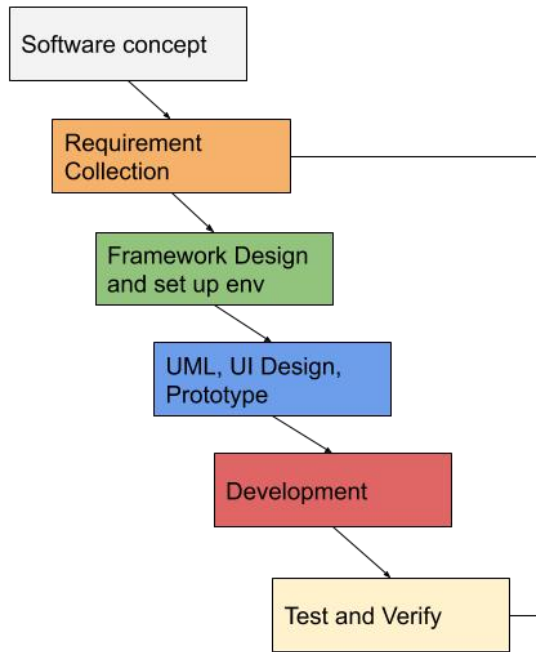 Software concept
Requirement
Collection
Framework Design
and set up env
UML, UI Design,
Prototype
Development
Test and Verify